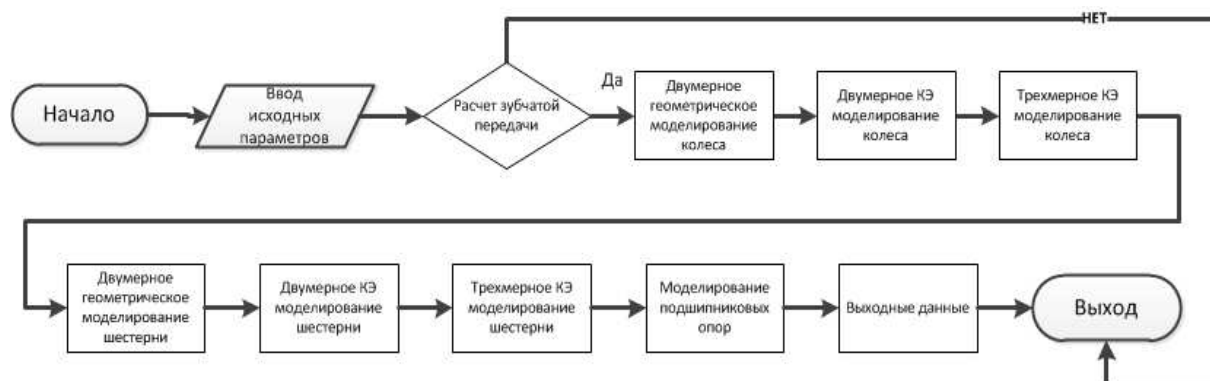 НЕТ
Начало
Ввод
исходных
параметров
Расчет зубчатой
передачи
Да
Двумерное
геометрическое
моделирование
колеса
Двумерное КЭ
моделирование
колеса
Трехмерное КЭ
моделирование
колеса
Двумерное
геометрическое
моделирование
шестерни
Двумерное КЭ
моделирование
шестерни
Трехмерное КЭ
моделирование
шестерни
Моделирование
подшипниковых
опор
Выходные данные
Выход